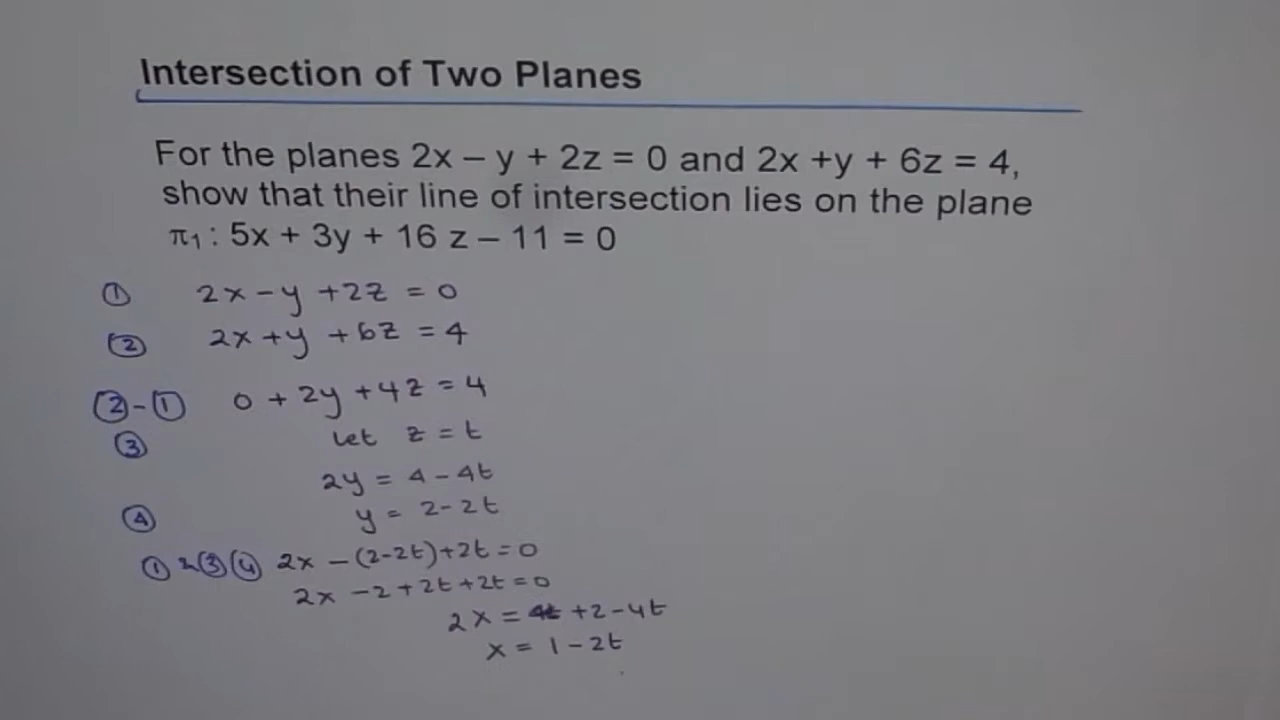 Intersection of Two Planes
For the planes 2x – y + 2z = 0 and 2x +y + 6z = 4,
show that their line of intersection lies on the plane
π₁ : 5x + 3y + 16 z – 11 = 0
① 2x – y + 2z = 0
② 2x + y + 6z = 4
② – ① 0 + 2y + 4z = 4
③ let z = t
2y = 4 – 4t
④ y = 2 – 2t
① ③ ④ 2x – (2-2t) + 2t = 0
2x – 2 + 2t + 2t = 0
2x = +2 – 4t
x = 1 – 2t